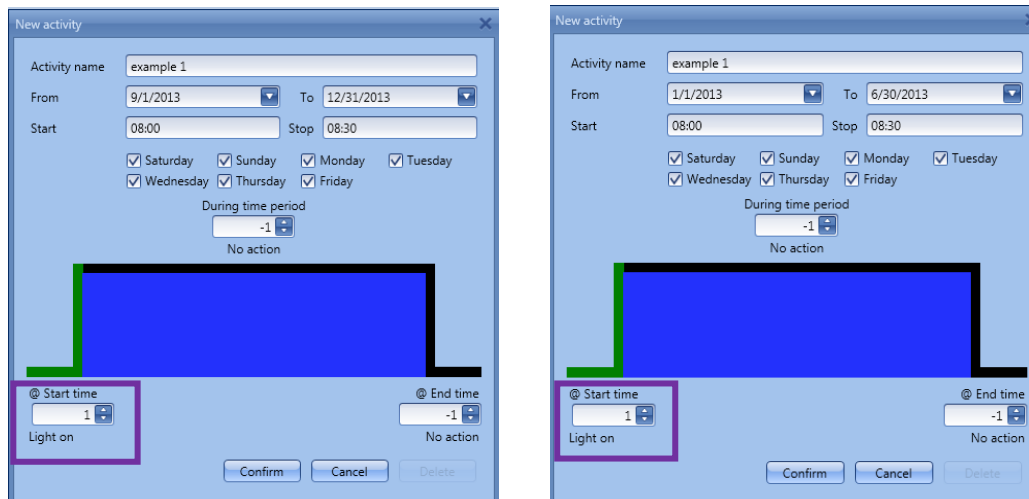 New activity
Activity name example 1
From 9/1/2013 To 12/31/2013
Start 08:00 Stop 08:30
Saturday Sunday Monday Tuesday
Wednesday Thursday Friday
During time period
-1
No action
@ Start time @ End time
1 -1
Light on No action
Confirm Cancel Delete
New activity
Activity name example 1
From 1/1/2013 To 6/30/2013
Start 08:00 Stop 08:30
Saturday Sunday Monday Tuesday
Wednesday Thursday Friday
During time period
-1
No action
@ Start time @ End time
1 -1
Light on No action
Confirm Cancel Delete